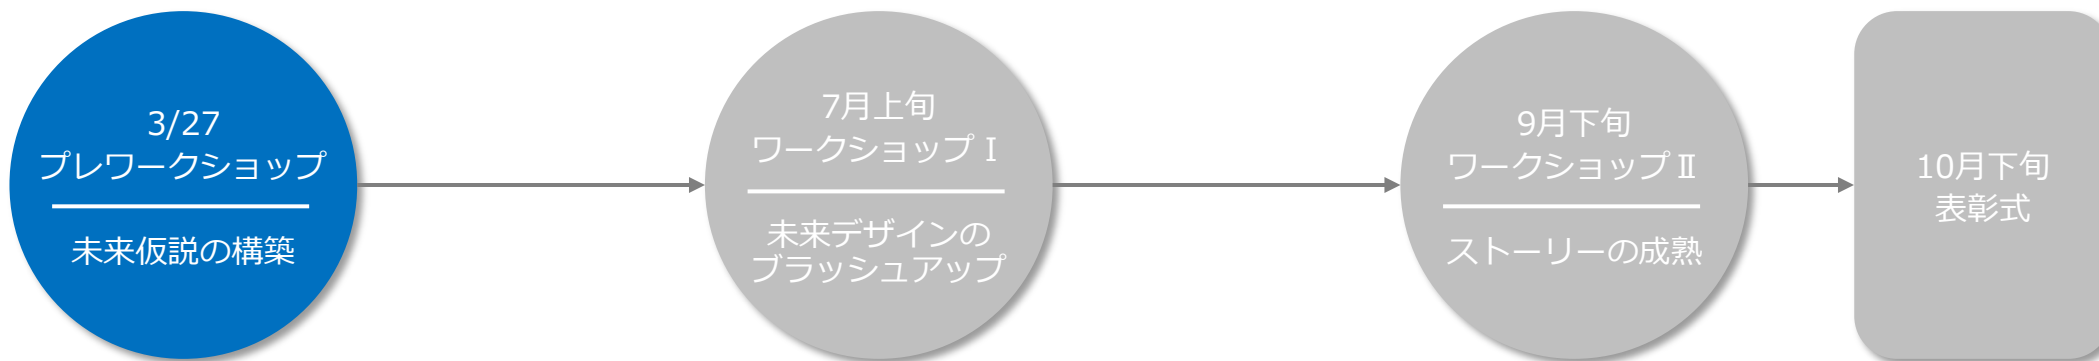 3/27
プレワークショップ
未来仮説の構築
7月上旬
ワークショップ Ⅰ
未来デザインの
ブラッシュアップ
9月下旬
ワークショップ Ⅱ
ストーリーの成熟
10月下旬
表彰式